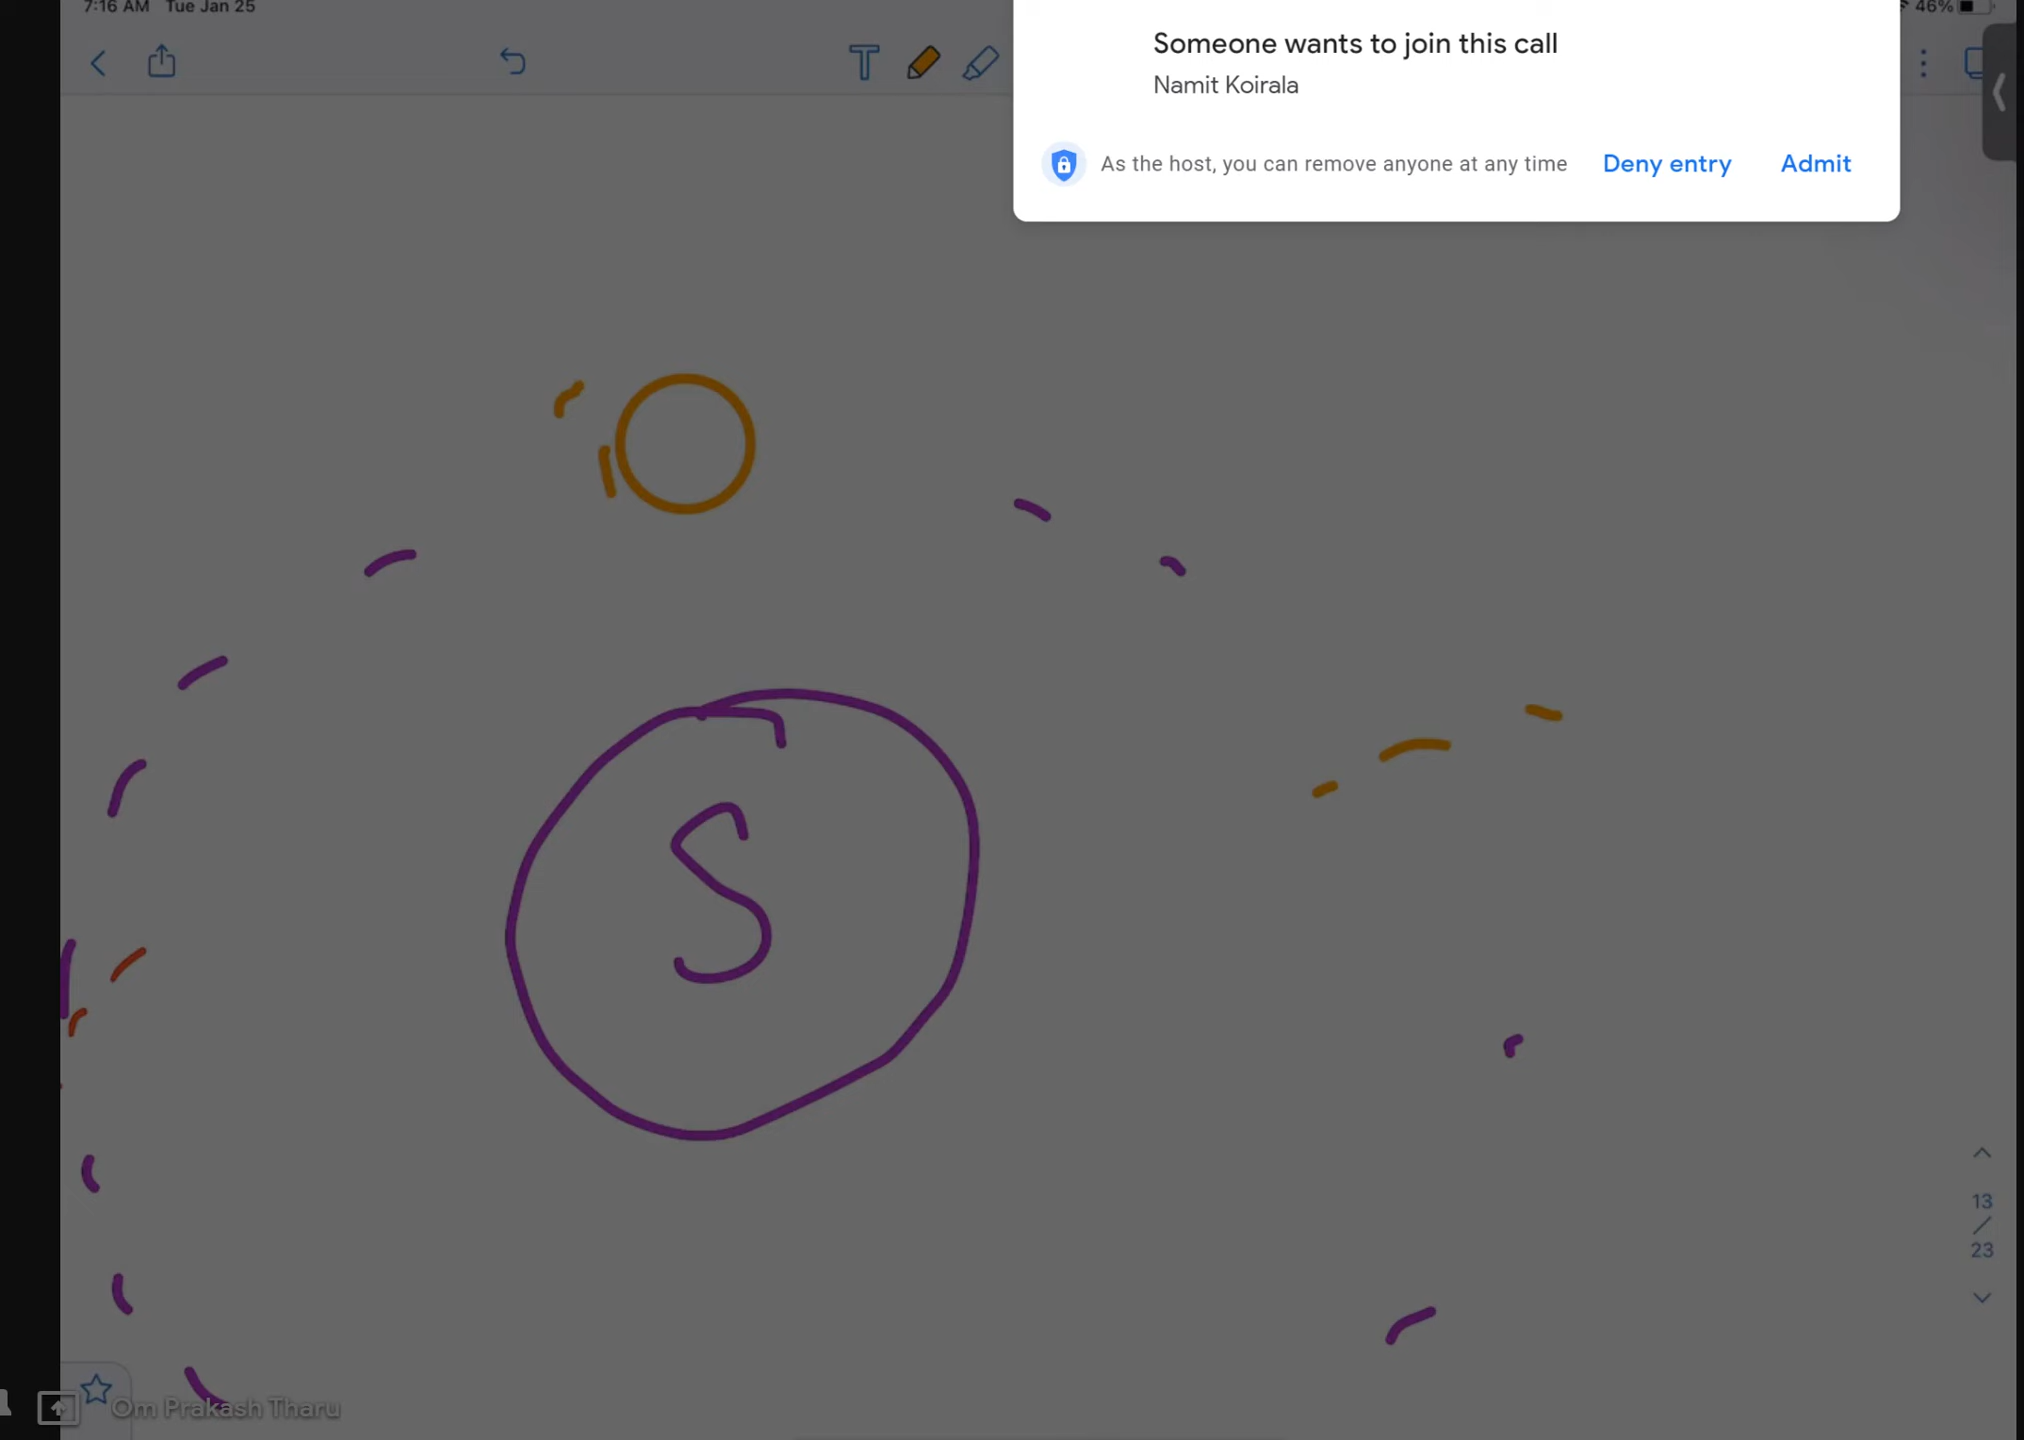 7:16 AM Tue Jan 25
46%
Someone wants to join this call
Namit Koirala
As the host, you can remove anyone at any time
Deny entry
Admit
T
S
13
/
23
Om Prakash Tharu